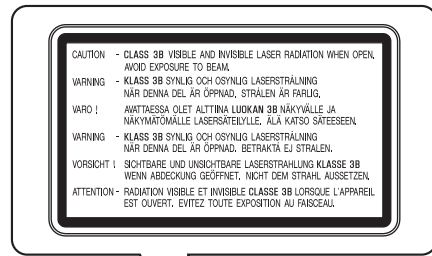 CAUTION - CLASS 3B VISIBLE AND INVISIBLE LASER RADIATION WHEN OPEN,
AVOID EXPOSURE TO BEAM.
VARNING - KLASS 3B SYNLIG OCH OSYNLIG LASERSTRÅLNING
NÄR DENNA DEL ÄR ÖPPNAD, STRÅLEN ÄR FARLIG.
VARO ! AVATTAESSA OLET ALTTIINA LUOKAN 3B NÄKYVÄLLE JA
NÄKYMÄTÖMÄLLE LASERSÄTEILYLLE. ÄLÄ KATSO SÄTEESEEN.
VARNING - KLASS 3B SYNLIG OCH OSYNLIG LASERSTRÅLNING
NÄR DENNA DEL ÄR ÖPPNAD. BETRAKTA EJ STRALEN.
VORSICHT ! SICHTBARE UND UNSICHTBARE LASERSTRAHLUNG KLASSE 3B
WENN ABDECKUNG GEÖFFNET, NICHT DEM STRAHL AUSSETZEN.
ATTENTION - RADIATION VISIBLE ET INVISIBLE CLASSE 3B LORSQUE L'APPAREIL
EST OUVERT. EVITEZ TOUTE EXPOSITION AU FAISCEAU.